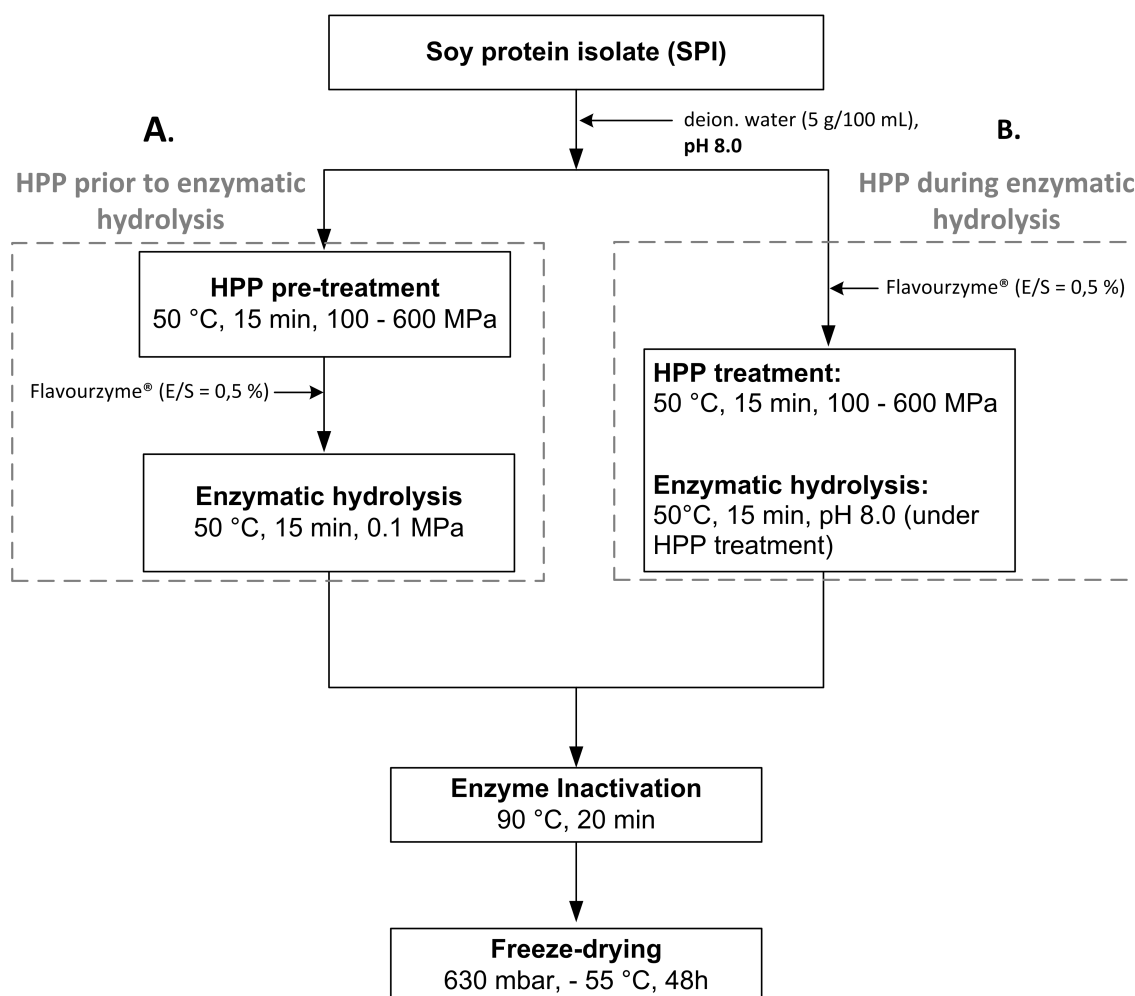 Soy protein isolate (SPI)
deion. water (5 g/100 mL),
pH 8.0
A.
HPP prior to enzymatic
hydrolysis
HPP pre-treatment
50 °C, 15 min, 100 - 600 MPa
Flavourzyme® (E/S = 0,5 %)
Enzymatic hydrolysis
50 °C, 15 min, 0.1 MPa
B.
HPP during enzymatic
hydrolysis
Flavourzyme® (E/S = 0,5 %)
HPP treatment:
50 °C, 15 min, 100 - 600 MPa
Enzymatic hydrolysis:
50°C, 15 min, pH 8.0 (under
HPP treatment)
Enzyme Inactivation
90 °C, 20 min
Freeze-drying
630 mbar, - 55 °C, 48h